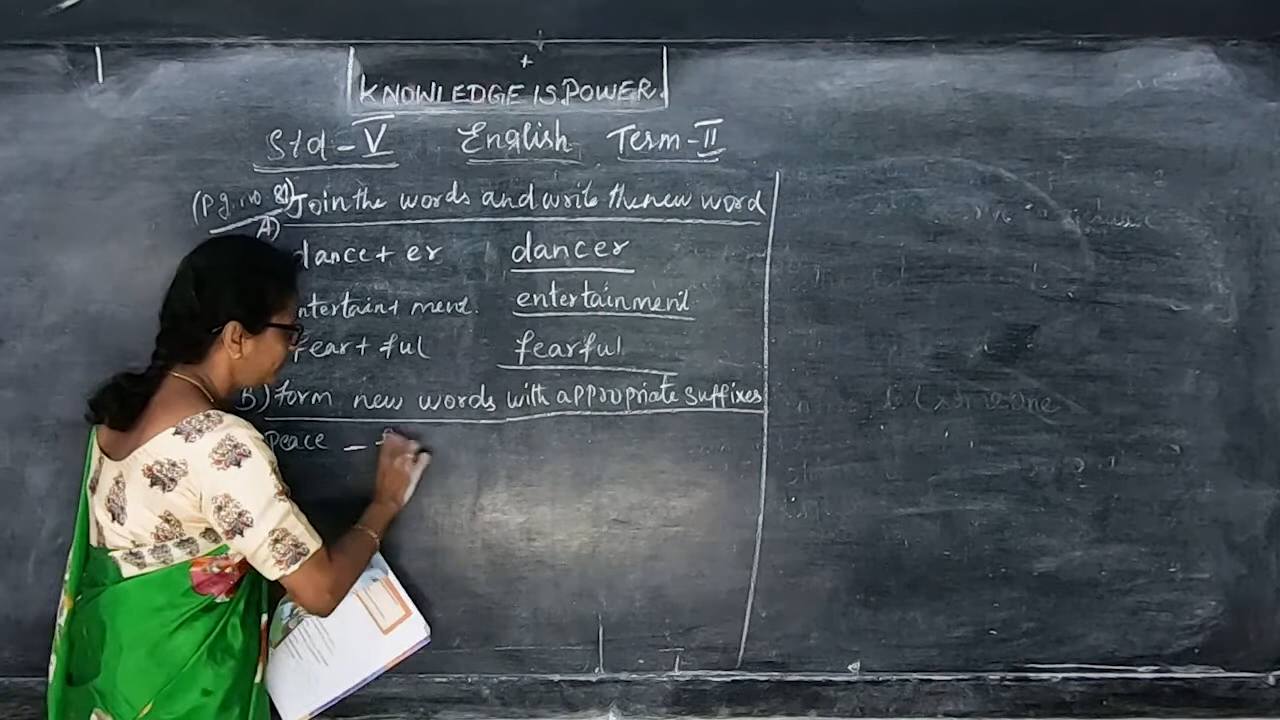 KNOWLEDGE IS POWER.
Std - V English Term - II
(Pg. no 81) Join the words and write the new word
A)
dance + er dancer
ntertain + ment. entertainment
fear + ful fearful
B) Form new words with appropriate suffixes
Peace –